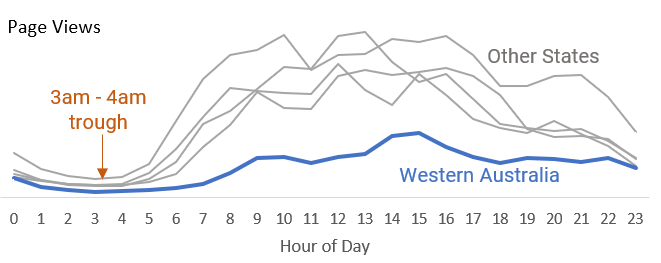 Page Views
Other States
3am - 4am
trough
Western Australia
0 1 2 3 4 5 6 7 8 9 10 11 12 13 14 15 16 17 18 19 20 21 22 23
Hour of Day